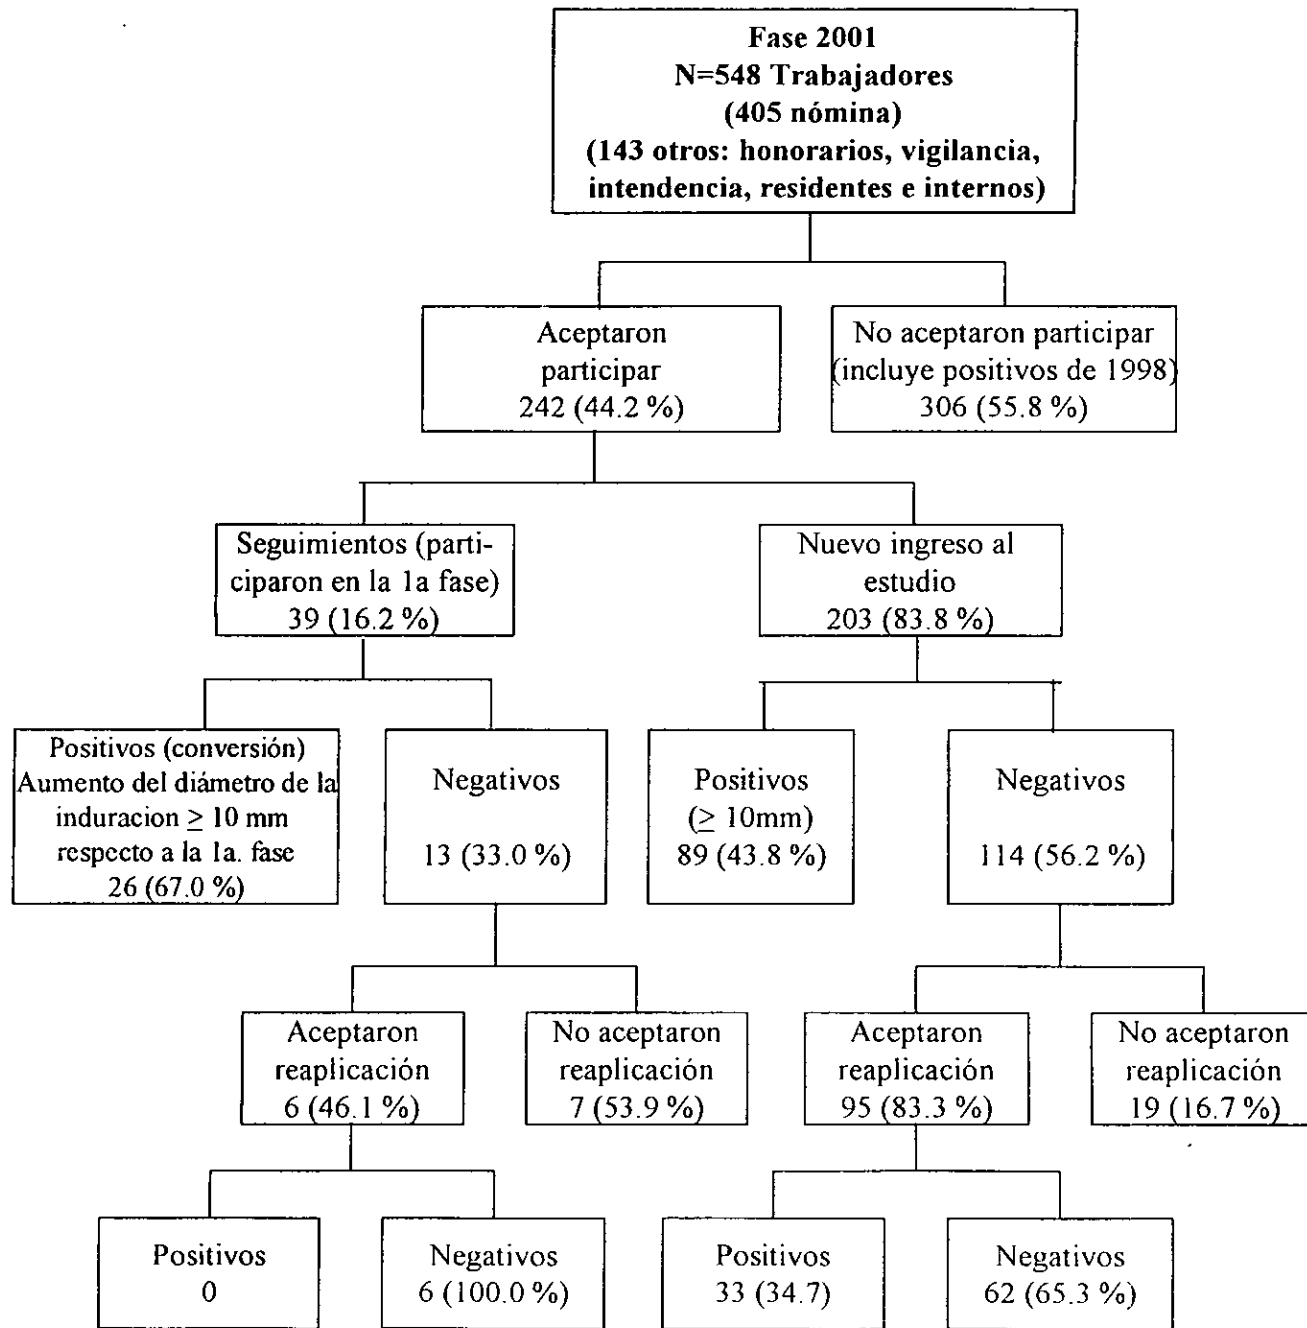 Fase 2001
N=548 Trabajadores
(405 nómina)
(143 otros: honorarios, vigilancia,
intendencia, residentes e internos)
Aceptaron
participar
242 (44.2 %)
No aceptaron participar
(incluye positivos de 1998)
306 (55.8 %)
Seguimientos (parti-
ciparon en la 1a fase)
39 (16.2 %)
Nuevo ingreso al
estudio
203 (83.8 %)
Positivos (conversión)
Aumento del diámetro de la
induracion ≥ 10 mm
respecto a la 1a. fase
26 (67.0 %)
Negativos
13 (33.0 %)
Positivos
(≥ 10mm)
89 (43.8 %)
Negativos
114 (56.2 %)
Aceptaron
reaplicación
6 (46.1 %)
No aceptaron
reaplicación
7 (53.9 %)
Aceptaron
reaplicación
95 (83.3 %)
No aceptaron
reaplicación
19 (16.7 %)
Positivos
0
Negativos
6 (100.0 %)
Positivos
33 (34.7)
Negativos
62 (65.3 %)